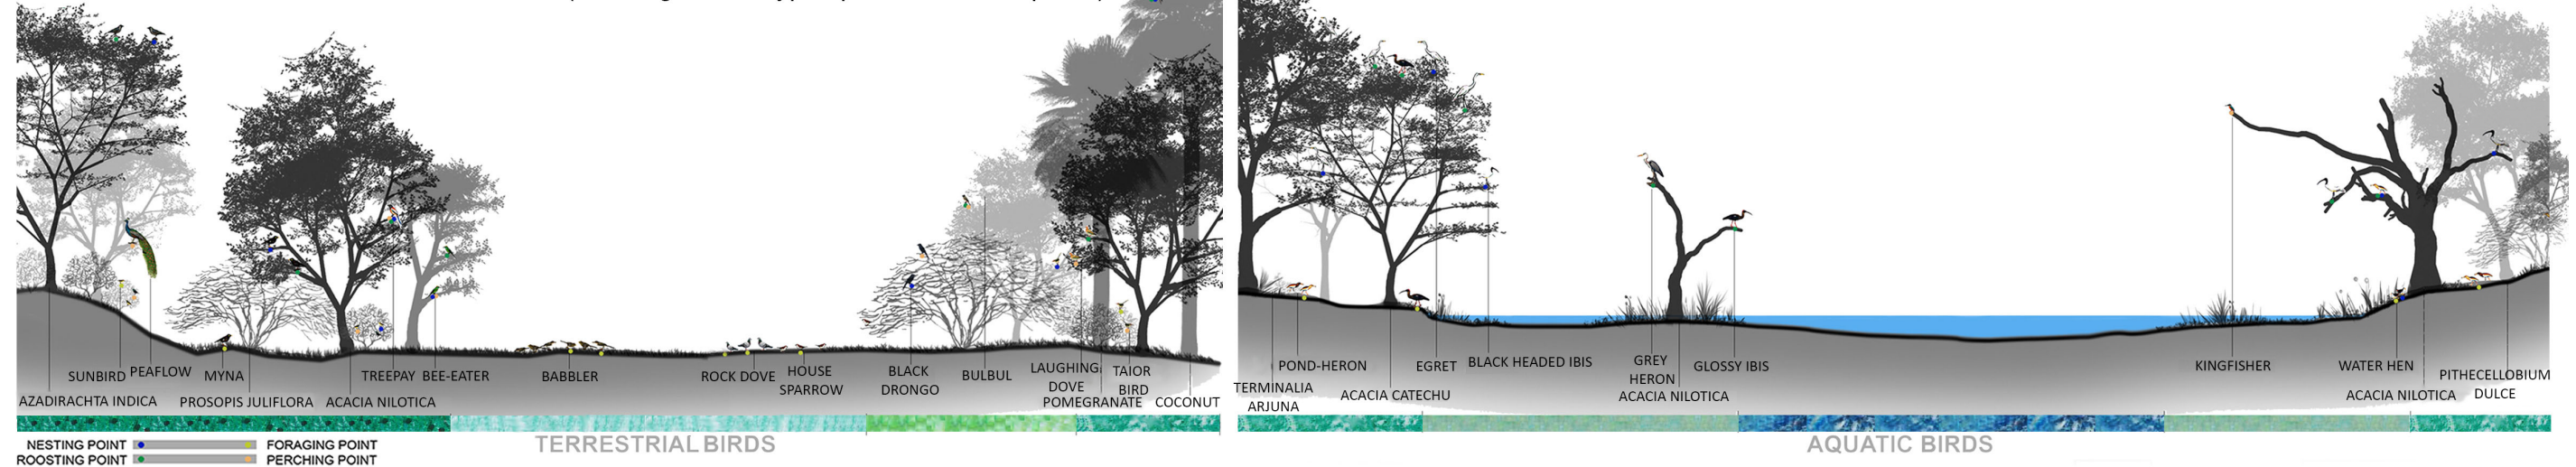 SUNBIRD PEAFLOW MYNA TREEPAY BEE-EATER BABBLER ROCK DOVE HOUSE SPARROW BLACK DRONGO BULBUL LAUGHING DOVE TAIOR BIRD
AZADIRACHTA INDICA PROSOPIS JULIFLORA ACACIA NILOTICA POMEGRANATE COCONUT
NESTING POINT FORAGING POINT
ROOSTING POINT PERCHING POINT
TERRESTRIAL BIRDS
POND-HERON EGRET BLACK HEADED IBIS GREY HERON GLOSSY IBIS KINGFISHER WATER HEN
TERMINALIA ARJUNA ACACIA CATECHU ACACIA NILOTICA ACACIA NILOTICA PITHECELLOBIUM DULCE
AQUATIC BIRDS